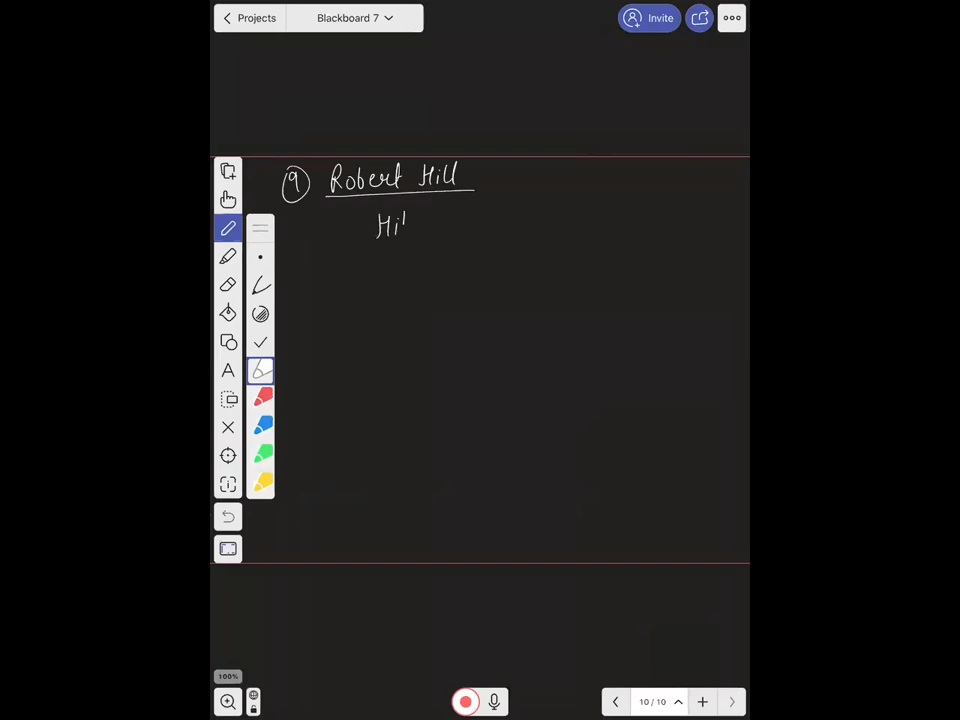 Projects
Blackboard 7
Invite
9 Robert Hill
Hi'
A
100%
10 / 10